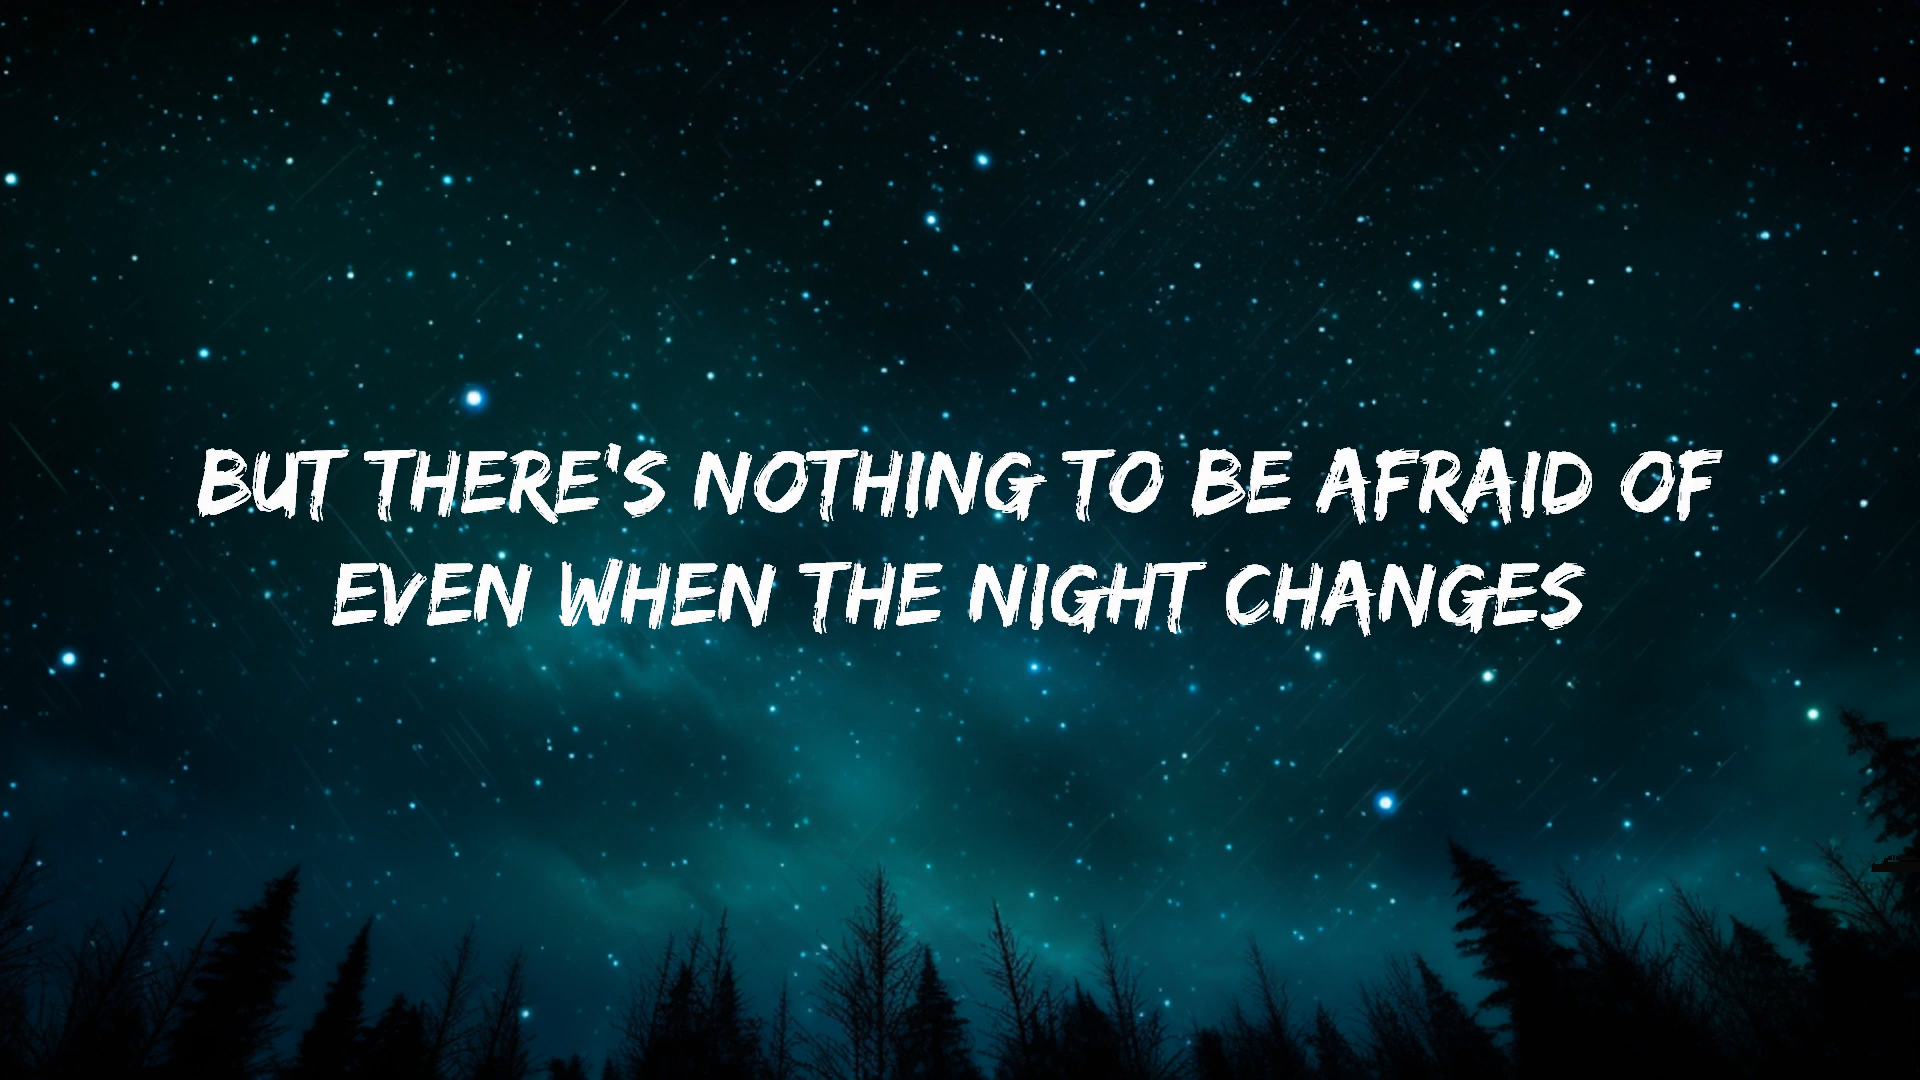 BUT THERE'S NOTHING TO BE AFRAID OF
EVEN WHEN THE NIGHT CHANGES